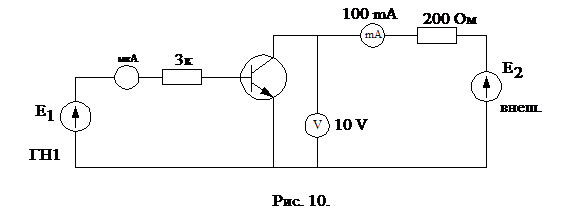 100 mA
200 Ом
мкА
3к
mA
E2
E1
внеш.
V
10 V
ГН1
Рис. 10.